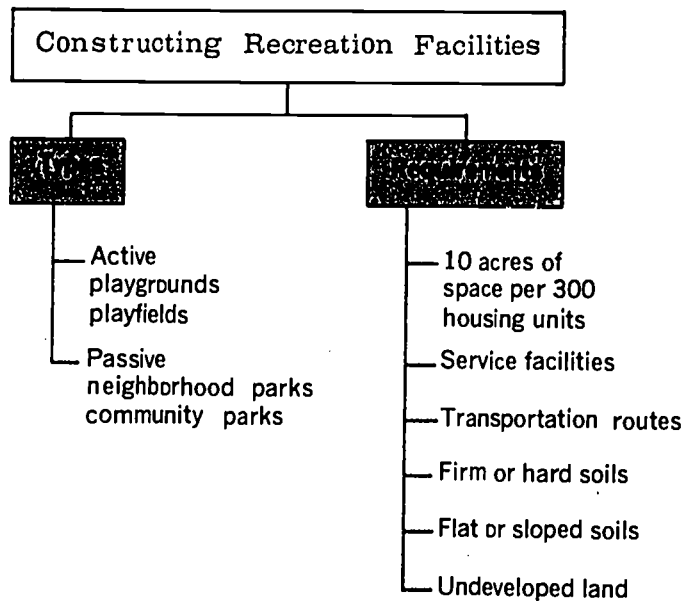 Constructing Recreation Facilities
Requirements
Active
playgrounds
playfields
Passive
neighborhood parks
community parks
10 acres of
space per 300
housing units
Service facilities
Transportation routes
Firm or hard soils
Flat or sloped soils
Undeveloped land